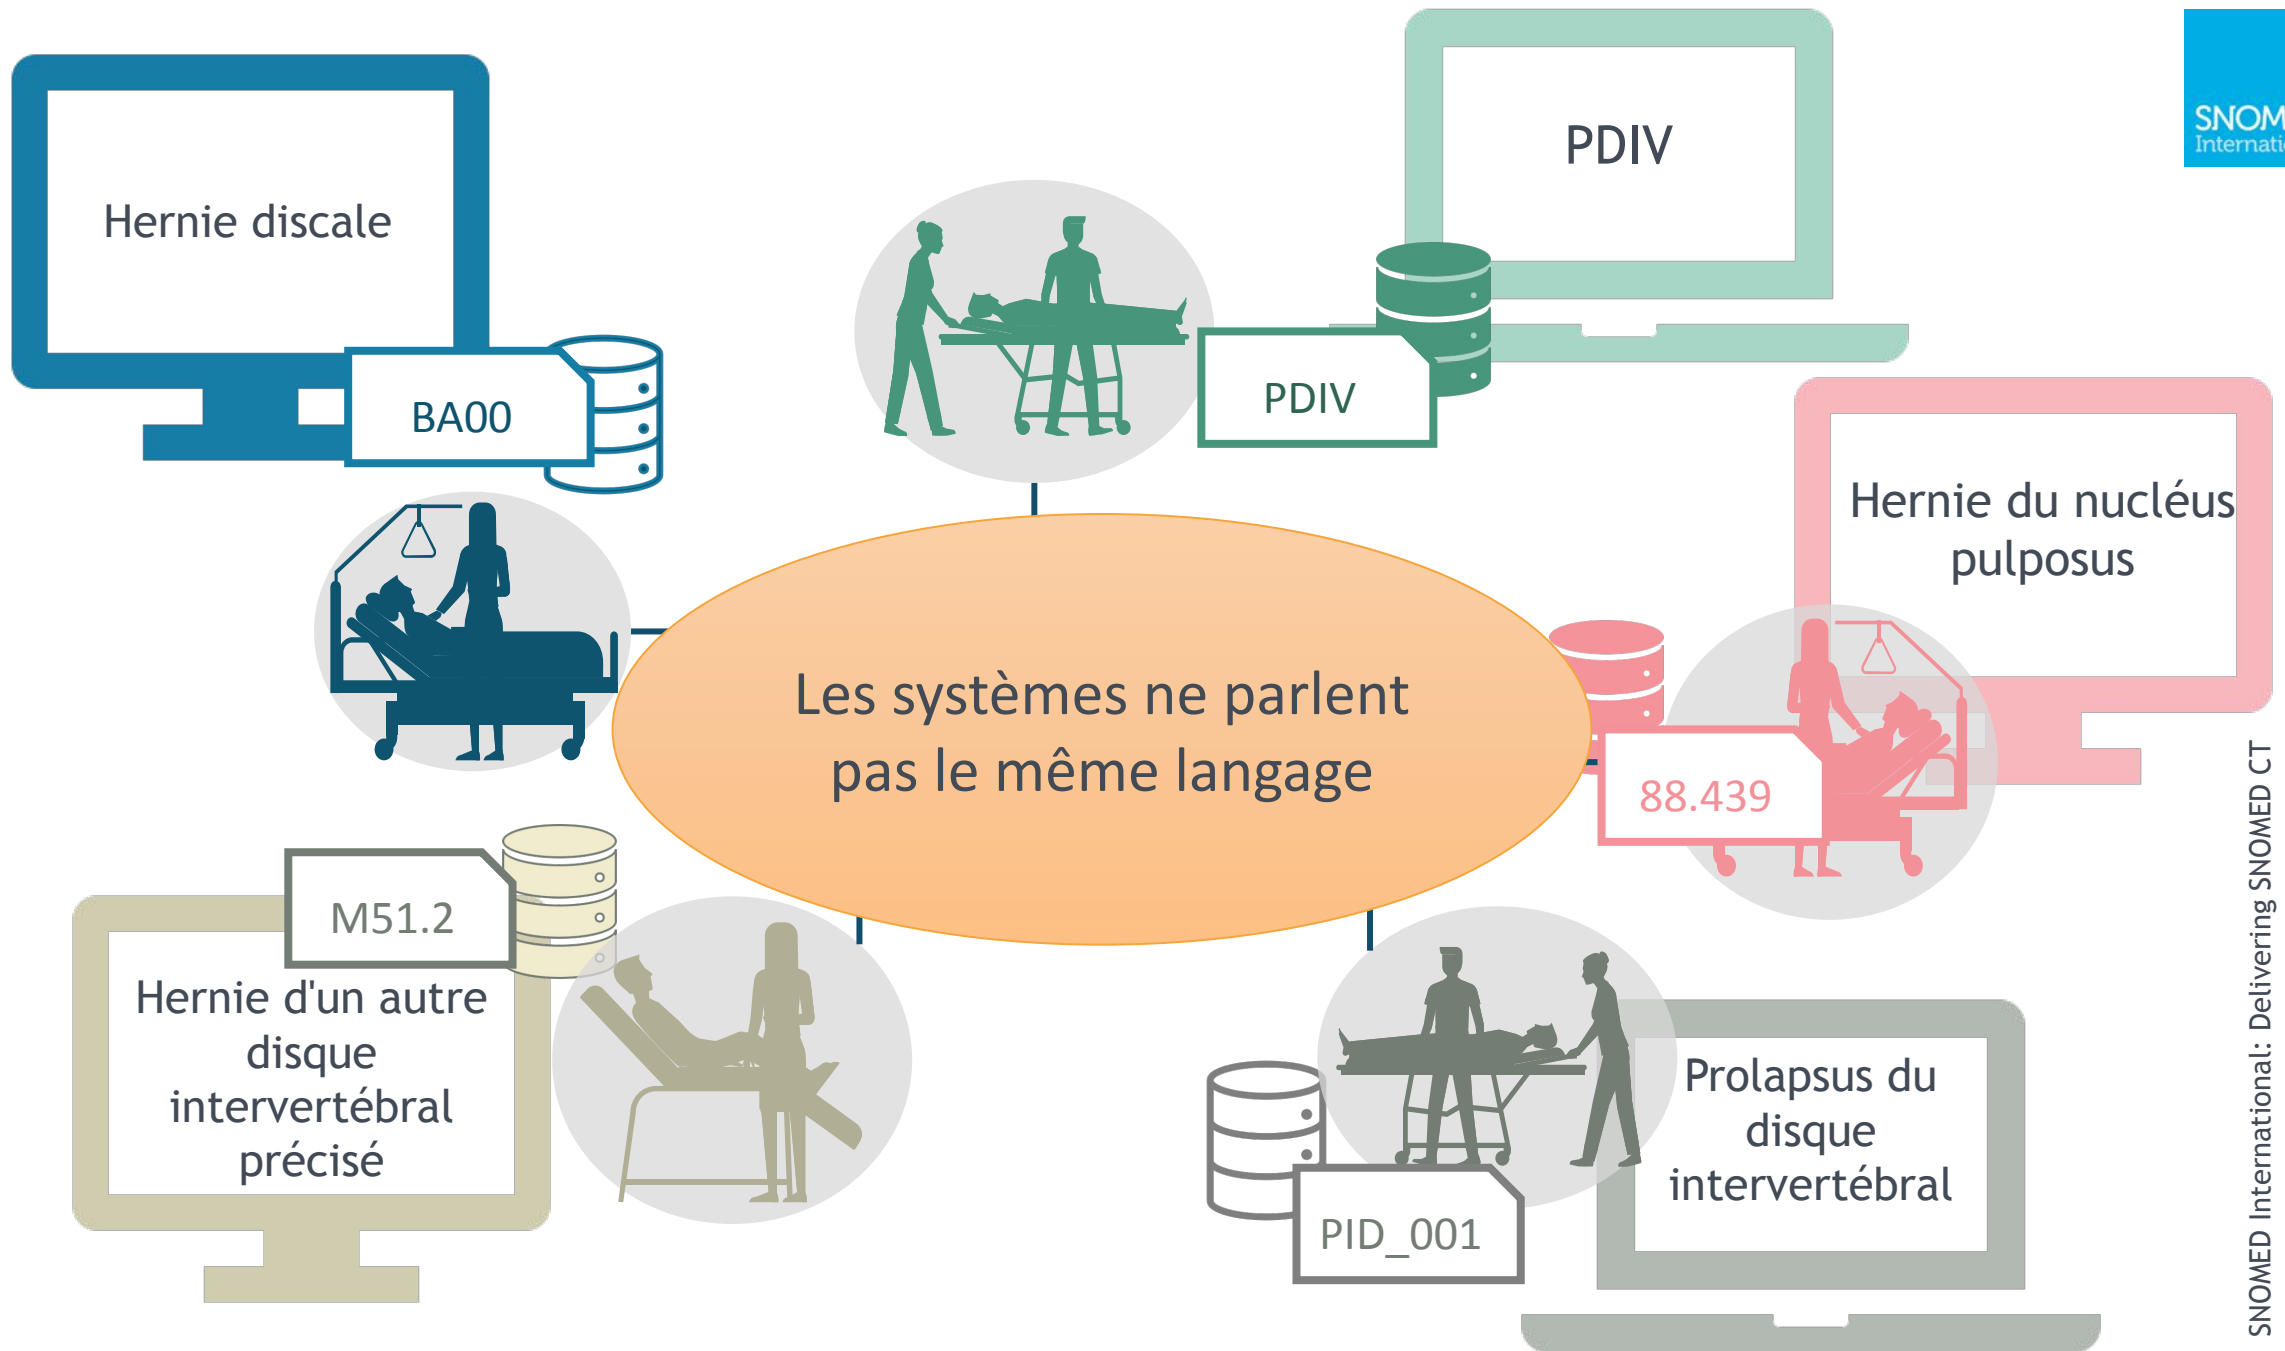 PDIV
SNOM
Internati
Hernie discale
BA00
PDIV
Hernie du nucléus
pulposus
Les systèmes ne parlent
pas le même langage
88.439
M51.2
Hernie d'un autre
disque
intervertébral
précisé
Prolapsus du
disque
intervertébral
PID_001
SNOMED International: Delivering SNOMED CT